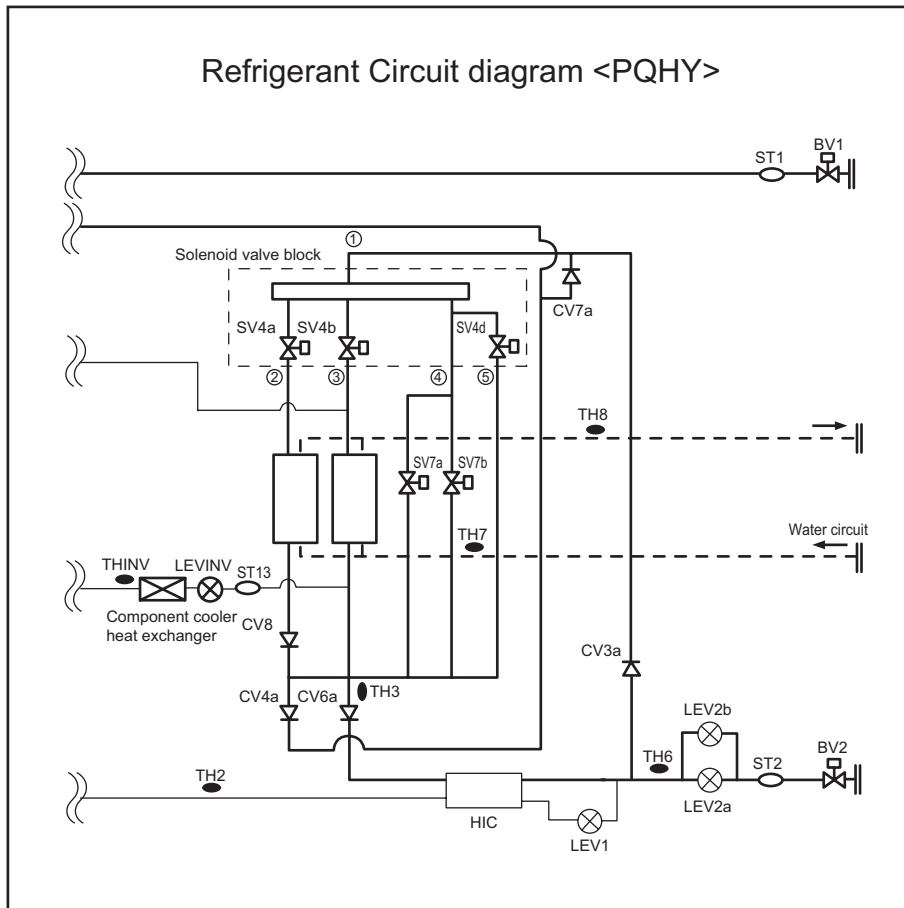 Refrigerant Circuit diagram <PQHY>
ST1
BV1
①
Solenoid valve block
CV7a
SV4a
SV4b
SV4d
②
③
④
⑤
TH8
SV7a
SV7b
TH7
Water circuit
THINV
LEVINV
ST13
Component cooler
heat exchanger
CV8
CV3a
CV4a
CV6a
TH3
LEV2b
TH6
BV2
ST2
TH2
LEV2a
HIC
LEV1